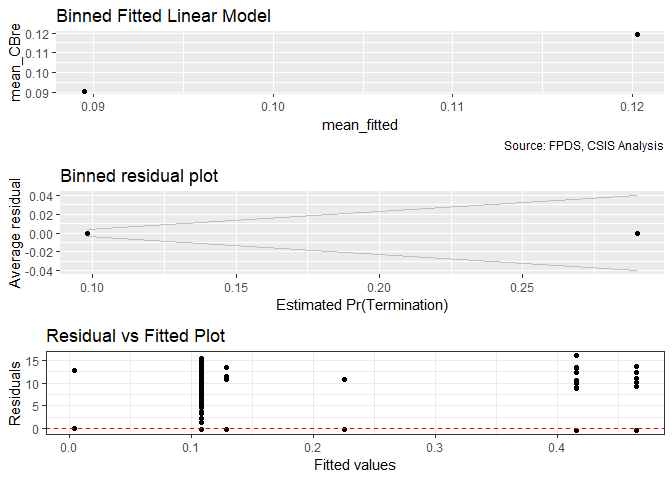 Binned Fitted Linear Model
mean_CBre
0.12
0.11
0.10
0.09
0.09 0.10 0.11 0.12
mean_fitted
Source: FPDS, CSIS Analysis
Binned residual plot
Average residual
0.04
0.02
0.00
-0.02
-0.04
0.10 0.15 0.20 0.25
Estimated Pr(Termination)
Residual vs Fitted Plot
Residuals
15
10
5
0
0.0 0.1 0.2 0.3 0.4
Fitted values